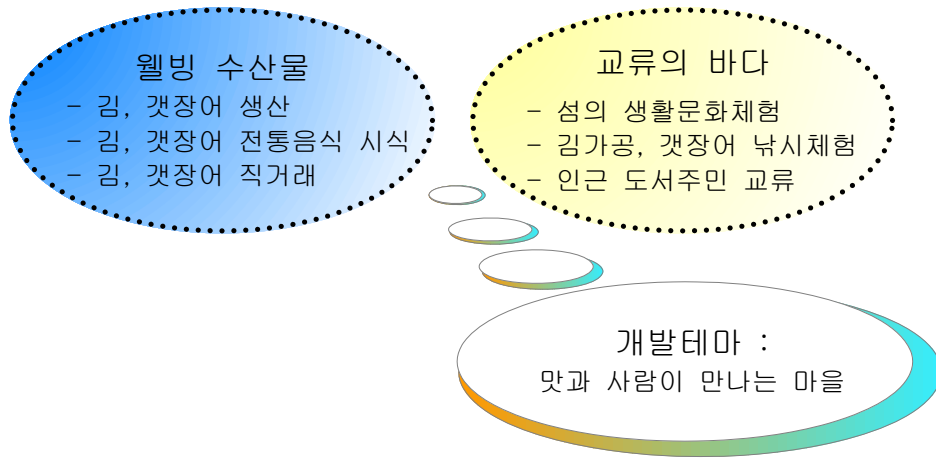 웰빙 수산물
- 김, 갯장어 생산
- 김, 갯장어 전통음식 시식
- 김, 갯장어 직거래
교류의 바다
- 섬의 생활문화체험
- 김가공, 갯장어 낚시체험
- 인근 도서주민 교류
개발테마 :
맛과 사람이 만나는 마을